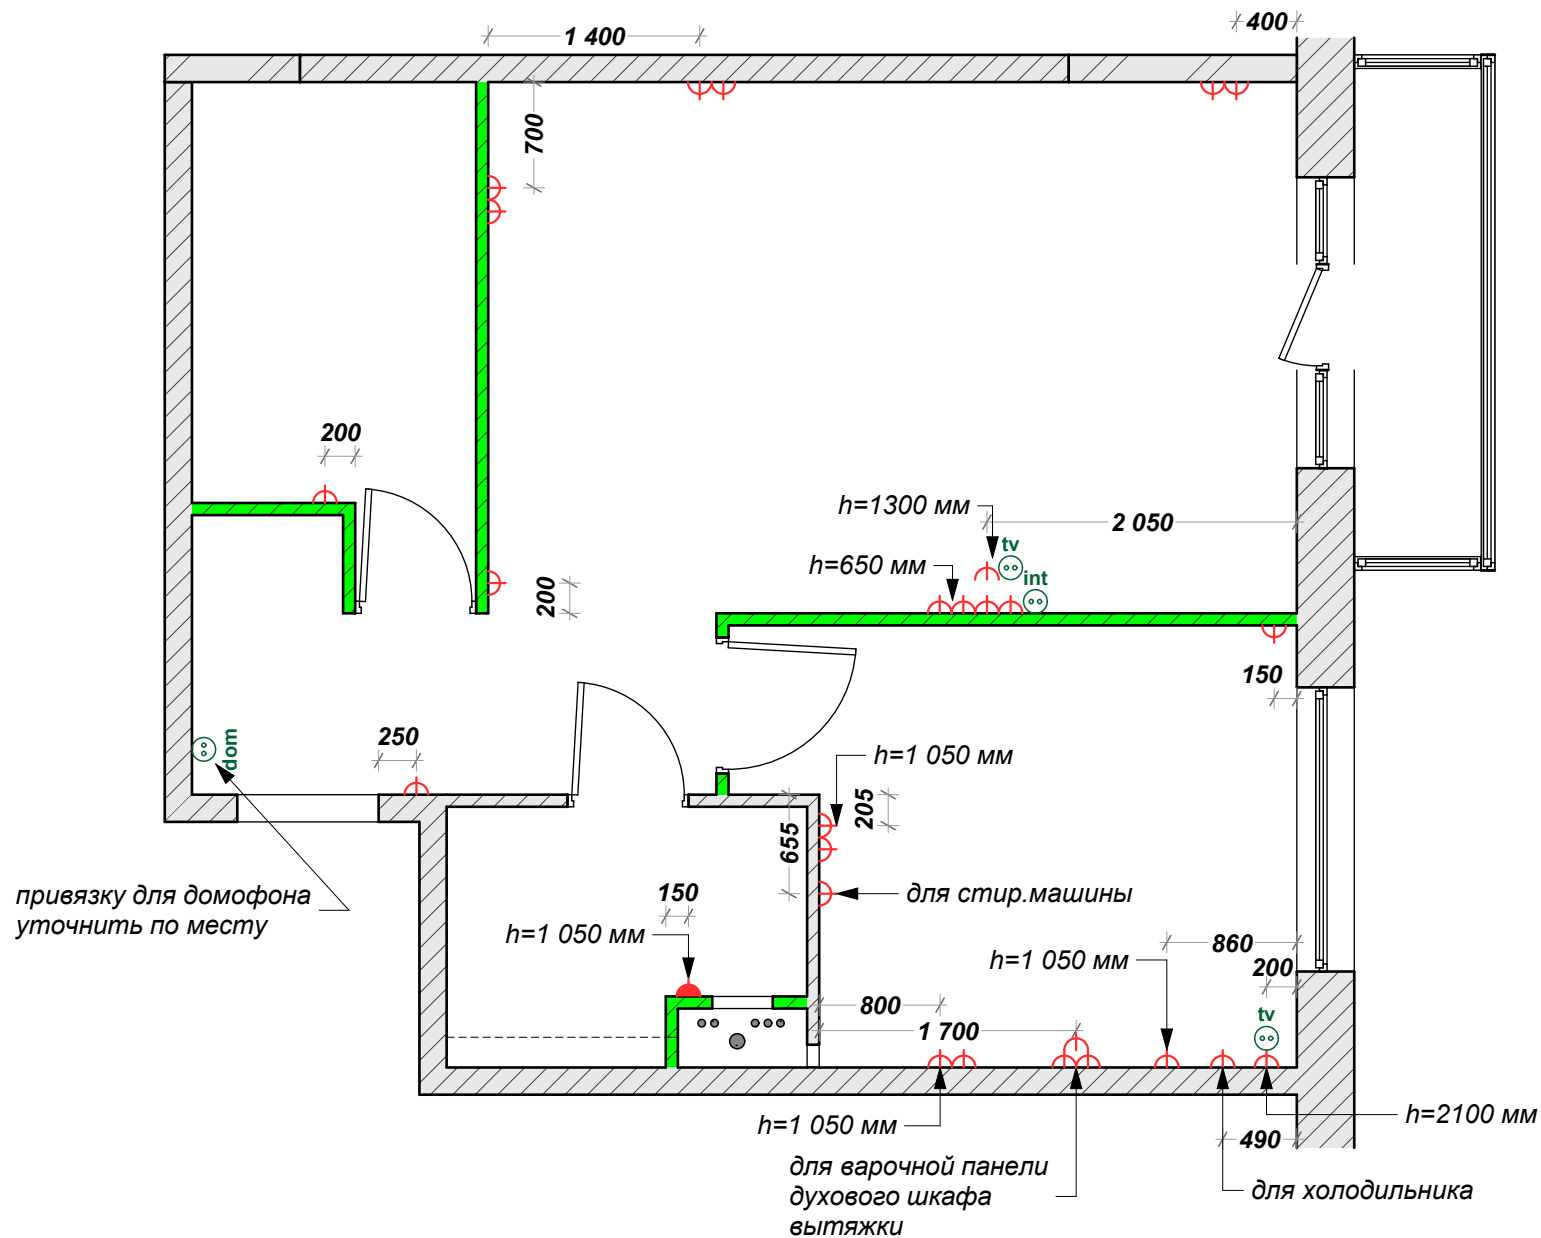 1 400
400
700
200
h=1300 мм
2 050
tv
h=650 мм
int
200
150
dom
250
h=1 050 мм
205
655
привязку для домофона
уточнить по месту
150
для стир.машины
h=1 050 мм
860
h=1 050 мм
200
800
tv
1 700
h=1 050 мм
h=2100 мм
490
для варочной панели
духового шкафа
вытяжки
для холодильника